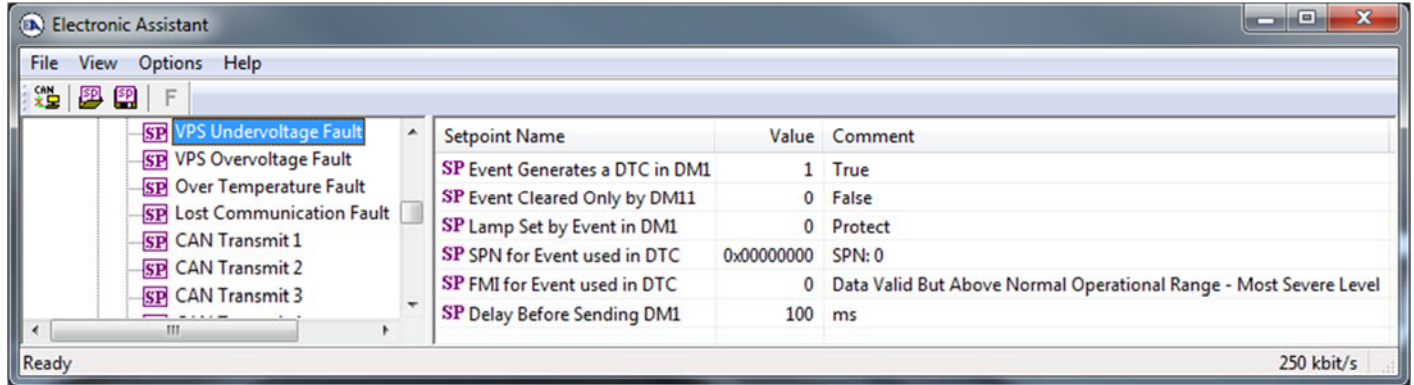 EA Electronic Assistant
File View Options Help
CAN SP SP F
SP VPS Undervoltage Fault
SP VPS Overvoltage Fault
SP Over Temperature Fault
SP Lost Communication Fault
SP CAN Transmit 1
SP CAN Transmit 2
SP CAN Transmit 3
Setpoint Name Value Comment
SP Event Generates a DTC in DM1 1 True
SP Event Cleared Only by DM11 0 False
SP Lamp Set by Event in DM1 0 Protect
SP SPN for Event used in DTC 0x00000000 SPN: 0
SP FMI for Event used in DTC 0 Data Valid But Above Normal Operational Range - Most Severe Level
SP Delay Before Sending DM1 100 ms
Ready 250 kbit/s